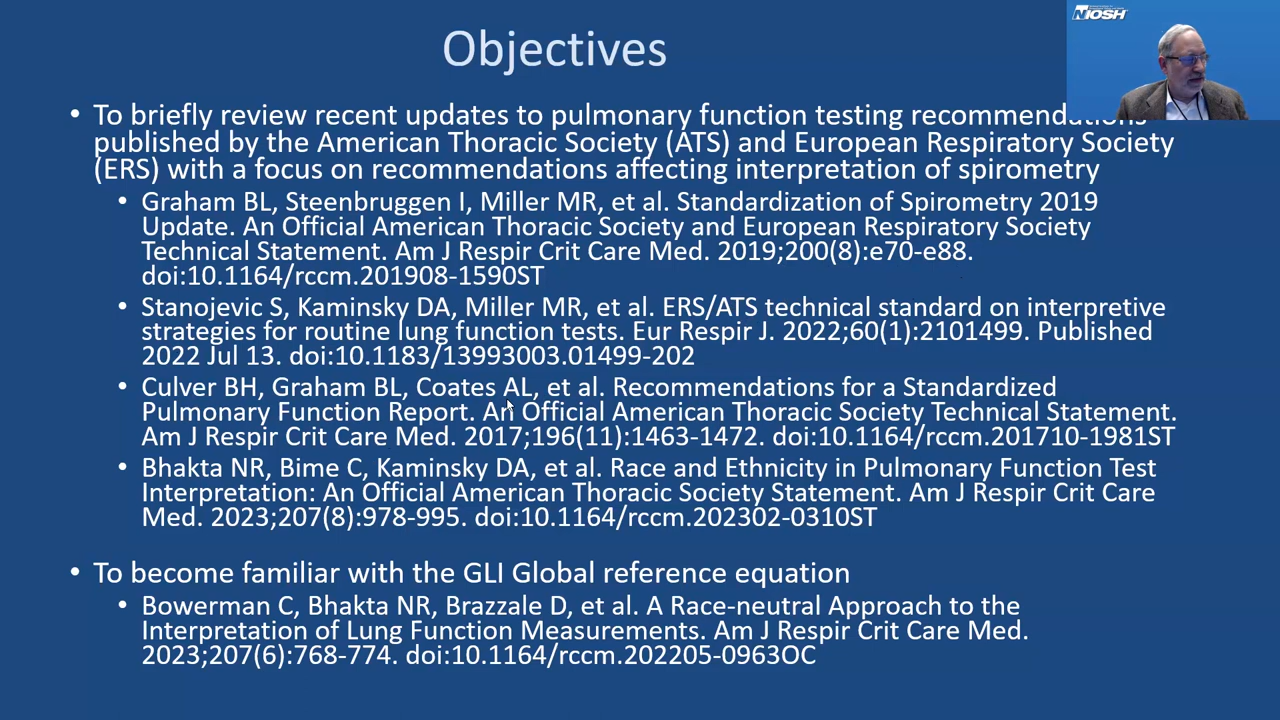 Objectives
NIOSH
• To briefly review recent updates to pulmonary function testing recommendations
published by the American Thoracic Society (ATS) and European Respiratory Society
(ERS) with a focus on recommendations affecting interpretation of spirometry
• Graham BL, Steenbruggen I, Miller MR, et al. Standardization of Spirometry 2019
Update. An Official American Thoracic Society and European Respiratory Society
Technical Statement. Am J Respir Crit Care Med. 2019;200(8):e70-e88.
doi:10.1164/rccm.201908-1590ST
• Stanojevic S, Kaminsky DA, Miller MR, et al. ERS/ATS technical standard on interpretive
strategies for routine lung function tests. Eur Respir J. 2022;60(1):2101499. Published
2022 Jul 13. doi:10.1183/13993003.01499-202
• Culver BH, Graham BL, Coates AL, et al. Recommendations for a Standardized
Pulmonary Function Report. An Official American Thoracic Society Technical Statement.
Am J Respir Crit Care Med. 2017;196(11):1463-1472. doi:10.1164/rccm.201710-1981ST
• Bhakta NR, Bime C, Kaminsky DA, et al. Race and Ethnicity in Pulmonary Function Test
Interpretation: An Official American Thoracic Society Statement. Am J Respir Crit Care
Med. 2023;207(8):978-995. doi:10.1164/rccm.202302-0310ST
• To become familiar with the GLI Global reference equation
• Bowerman C, Bhakta NR, Brazzale D, et al. A Race-neutral Approach to the
Interpretation of Lung Function Measurements. Am J Respir Crit Care Med.
2023;207(6):768-774. doi:10.1164/rccm.202205-0963OC